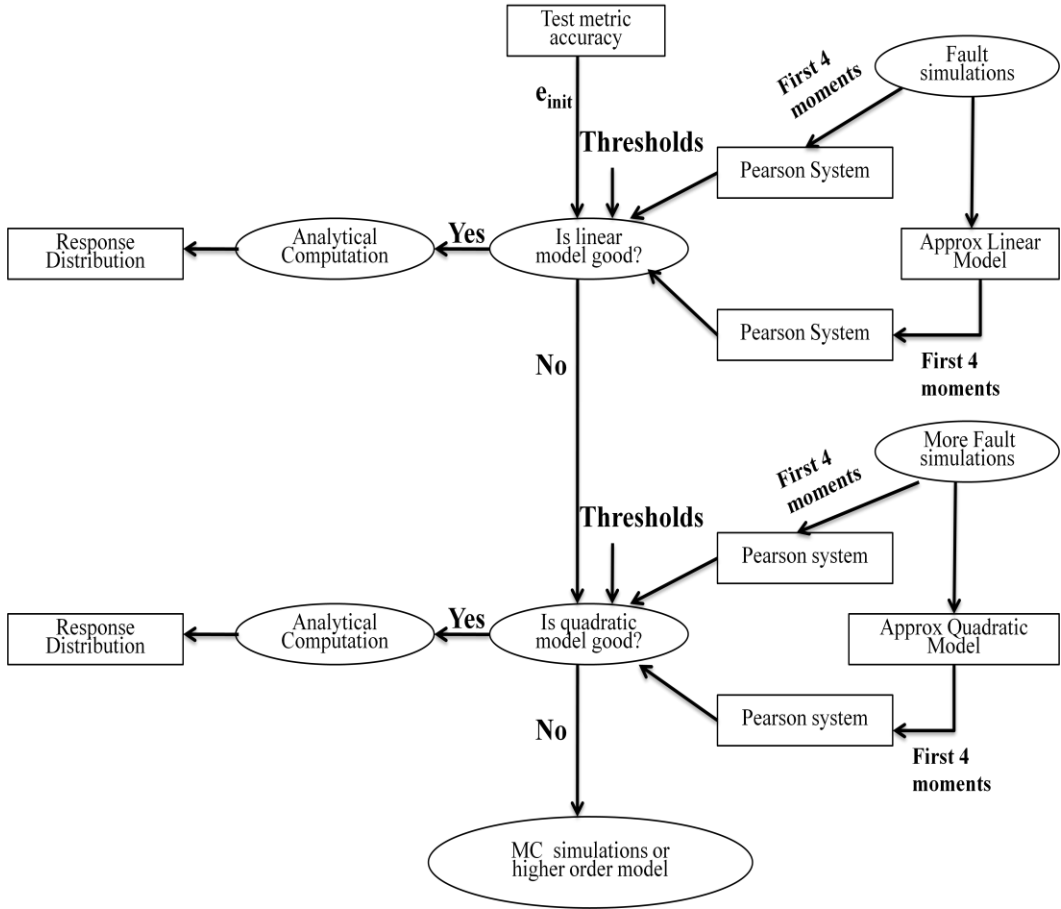 Test metric
accuracy
Fault
simulations
First 4
moments
e_init
Thresholds
Pearson System
Response
Distribution
Analytical
Computation
Yes
Is linear
model good?
Approx Linear
Model
Pearson System
No
First 4
moments
More Fault
simulations
First 4
moments
Thresholds
Pearson system
Response
Distribution
Analytical
Computation
Yes
Is quadratic
model good?
Approx Quadratic
Model
Pearson system
No
First 4
moments
MC simulations or
higher order model